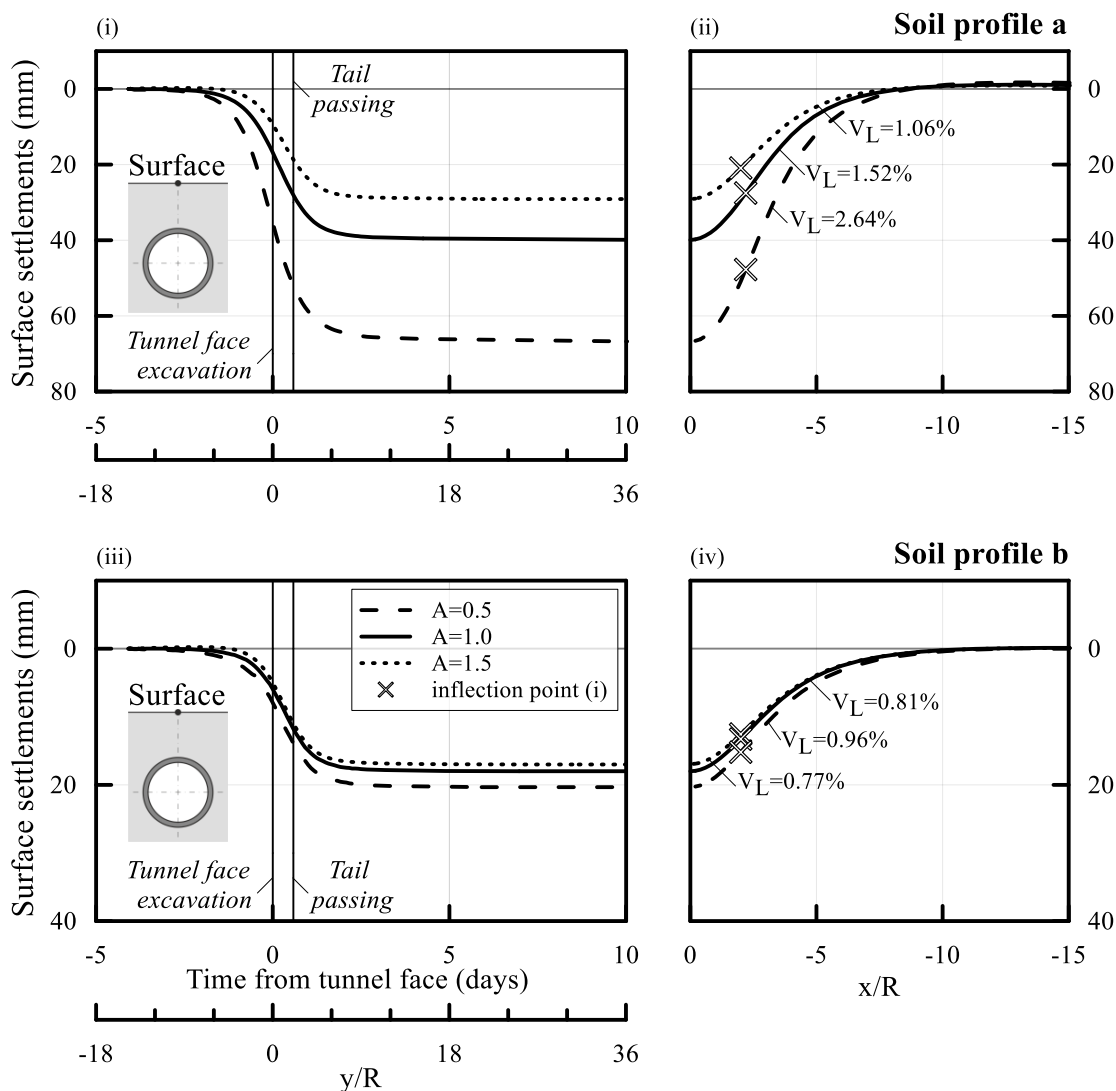 (i)
(ii)
Soil profile a
Surface settlements (mm)
0
20
40
60
80
Tail
passing
Surface
Tunnel face
excavation
-5
0
5
10
-18
0
18
36
V_L=1.06%
V_L=1.52%
V_L=2.64%
0
20
40
60
80
0
-5
-10
-15
(iii)
(iv)
Soil profile b
Surface settlements (mm)
0
20
40
A=0.5
A=1.0
A=1.5
inflection point (i)
Surface
Tunnel face
excavation
Tail
passing
-5
0
5
10
Time from tunnel face (days)
-18
0
18
36
y/R
V_L=0.81%
V_L=0.96%
V_L=0.77%
0
20
40
0
-5
-10
-15
x/R